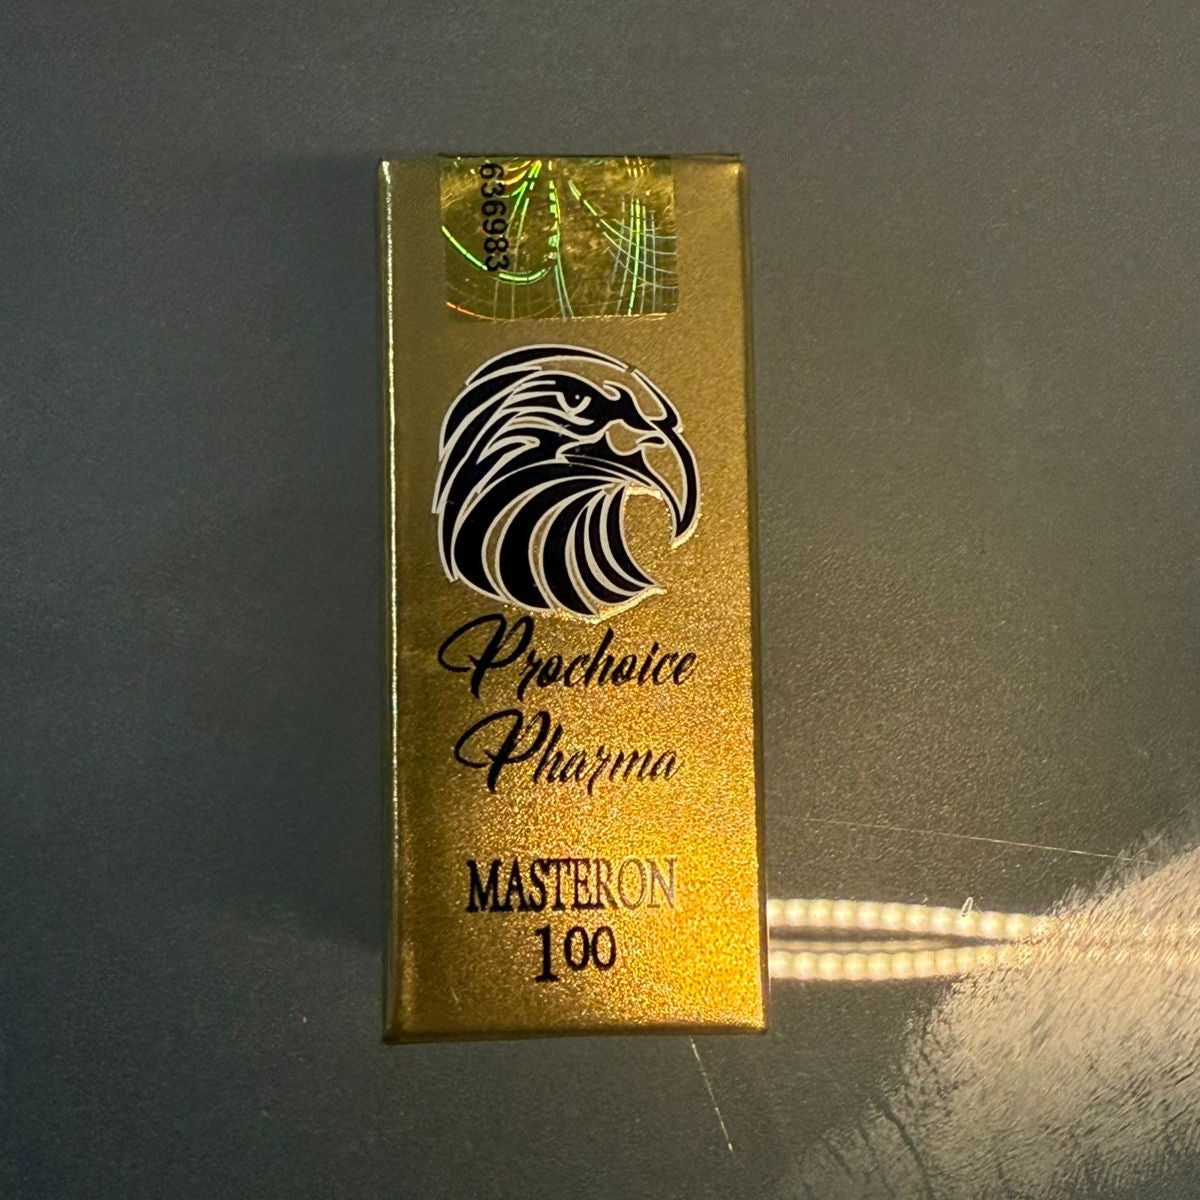 636983
Prochoice
Pharma
MASTERON
100